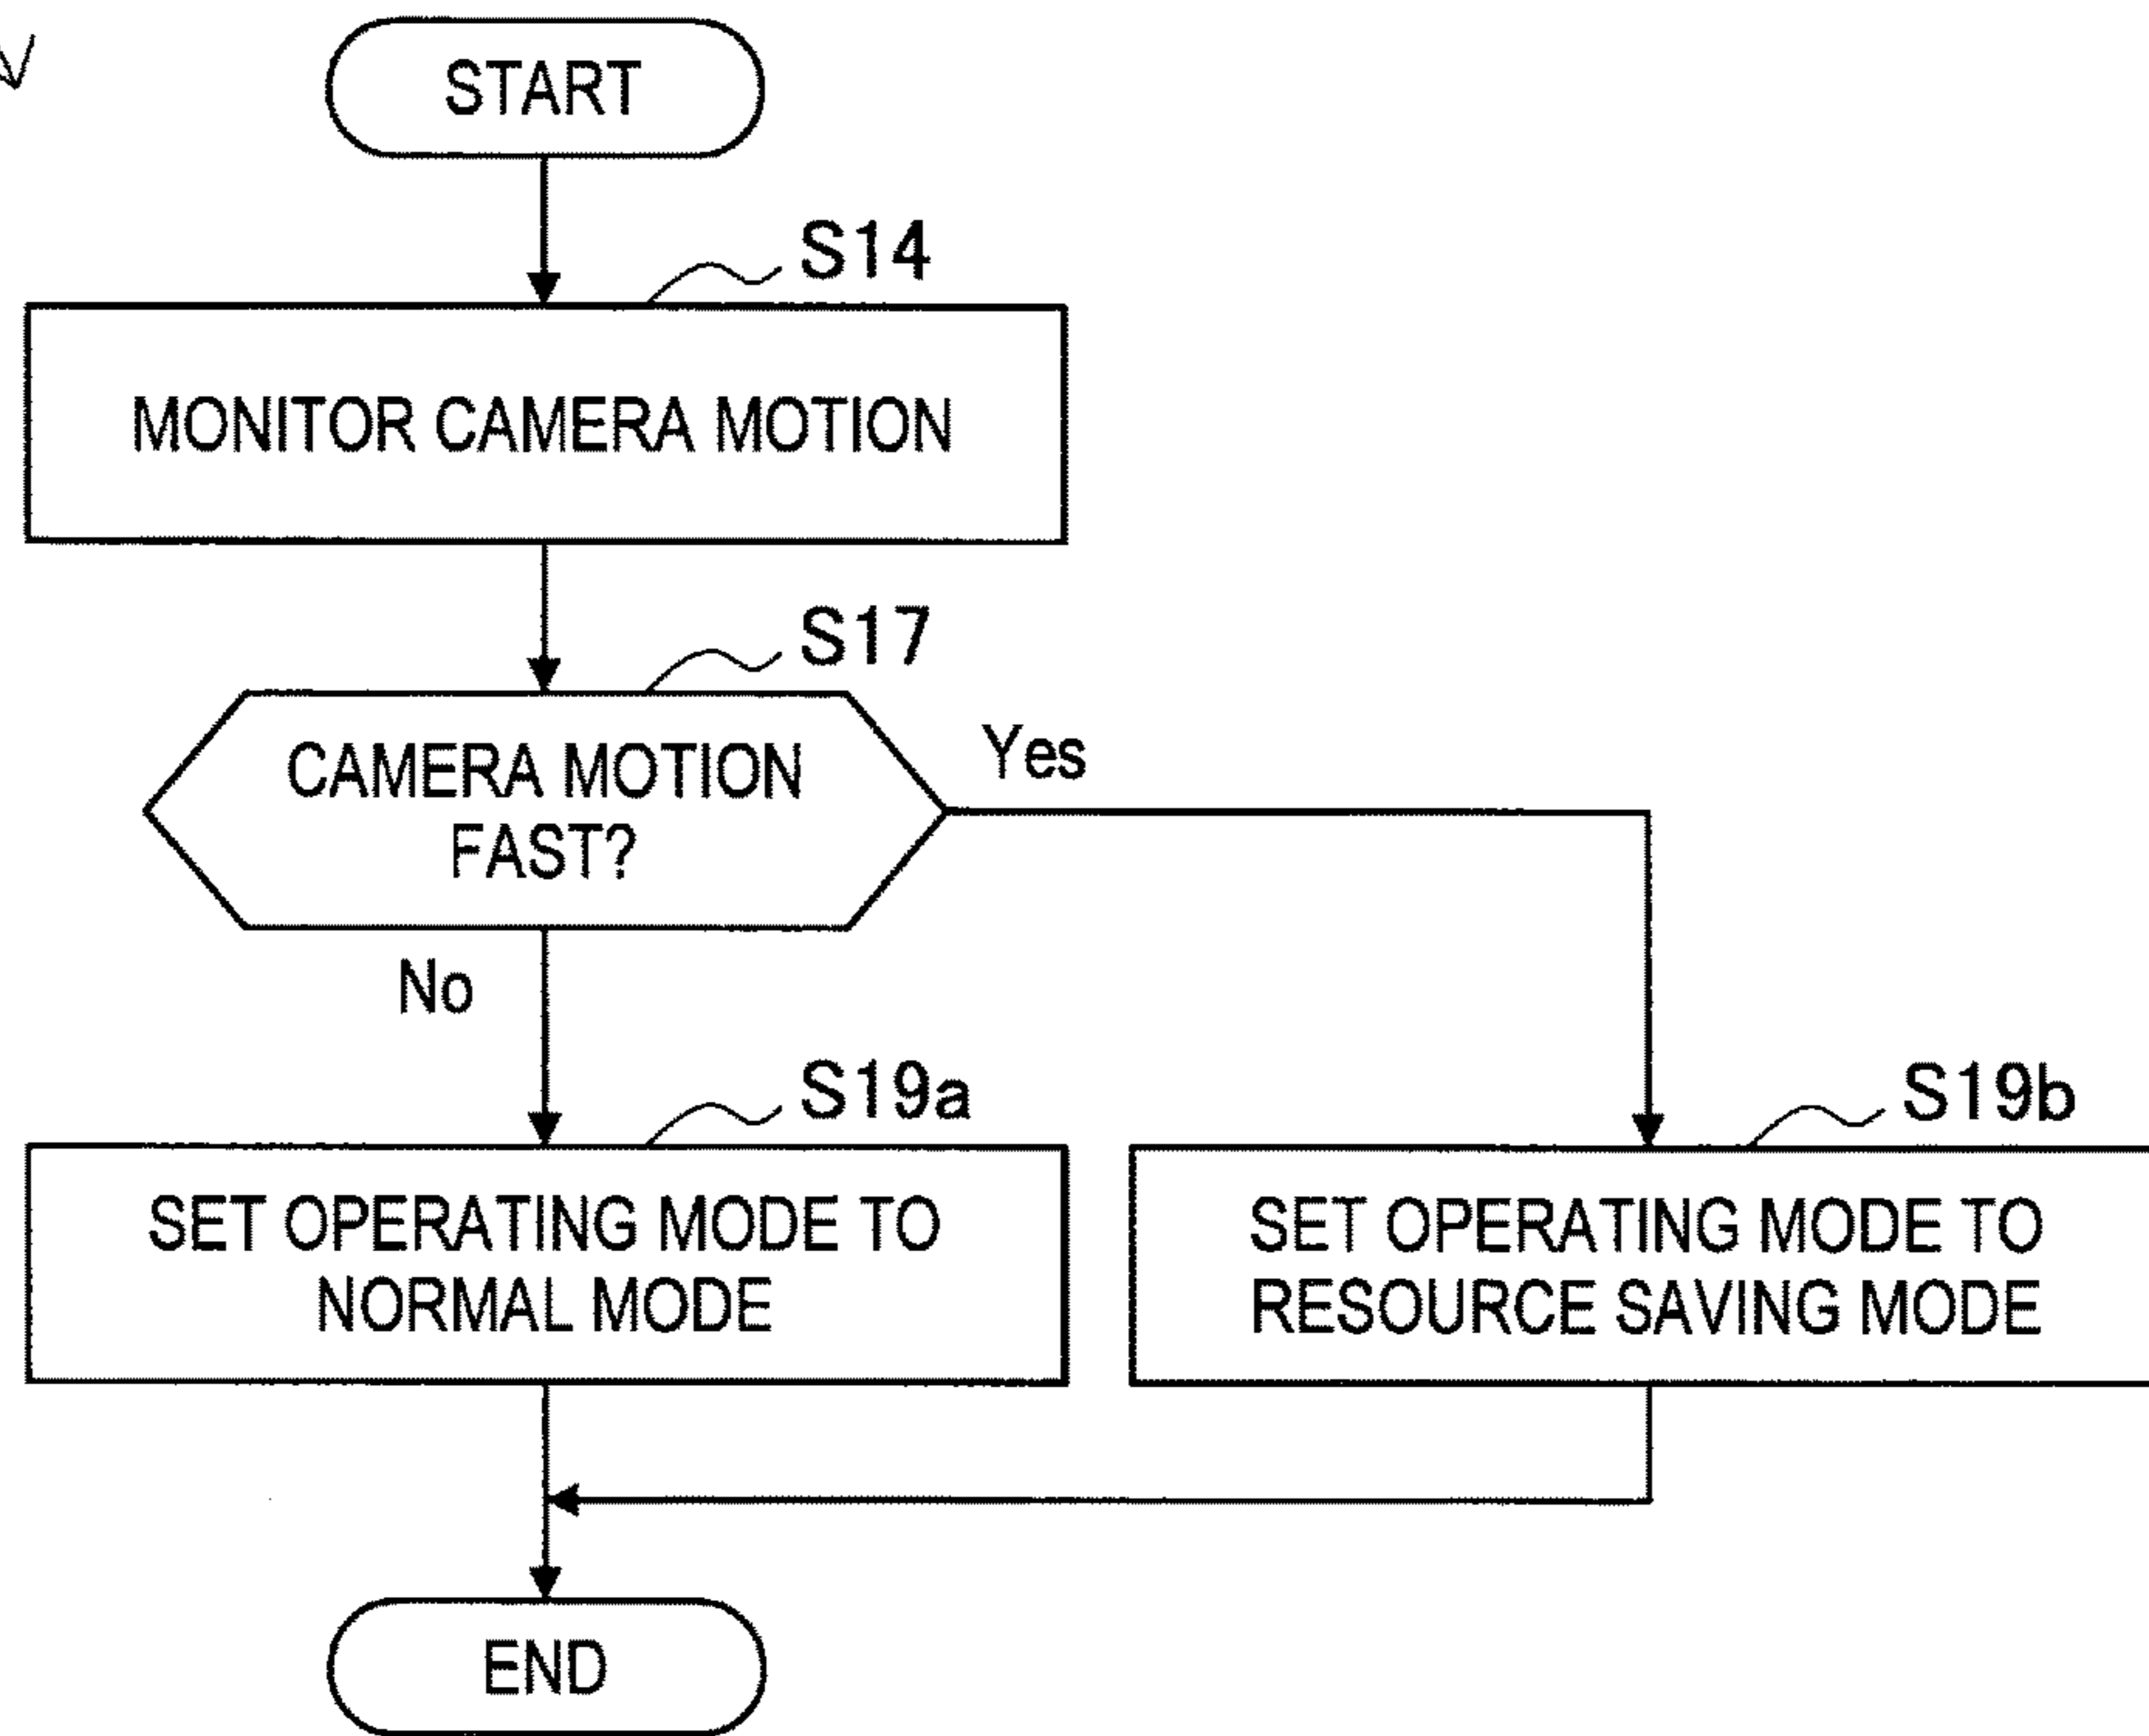 START
S14
MONITOR CAMERA MOTION
S17
CAMERA MOTION
FAST?
Yes
No
S19a
SET OPERATING MODE TO
NORMAL MODE
S19b
SET OPERATING MODE TO
RESOURCE SAVING MODE
END